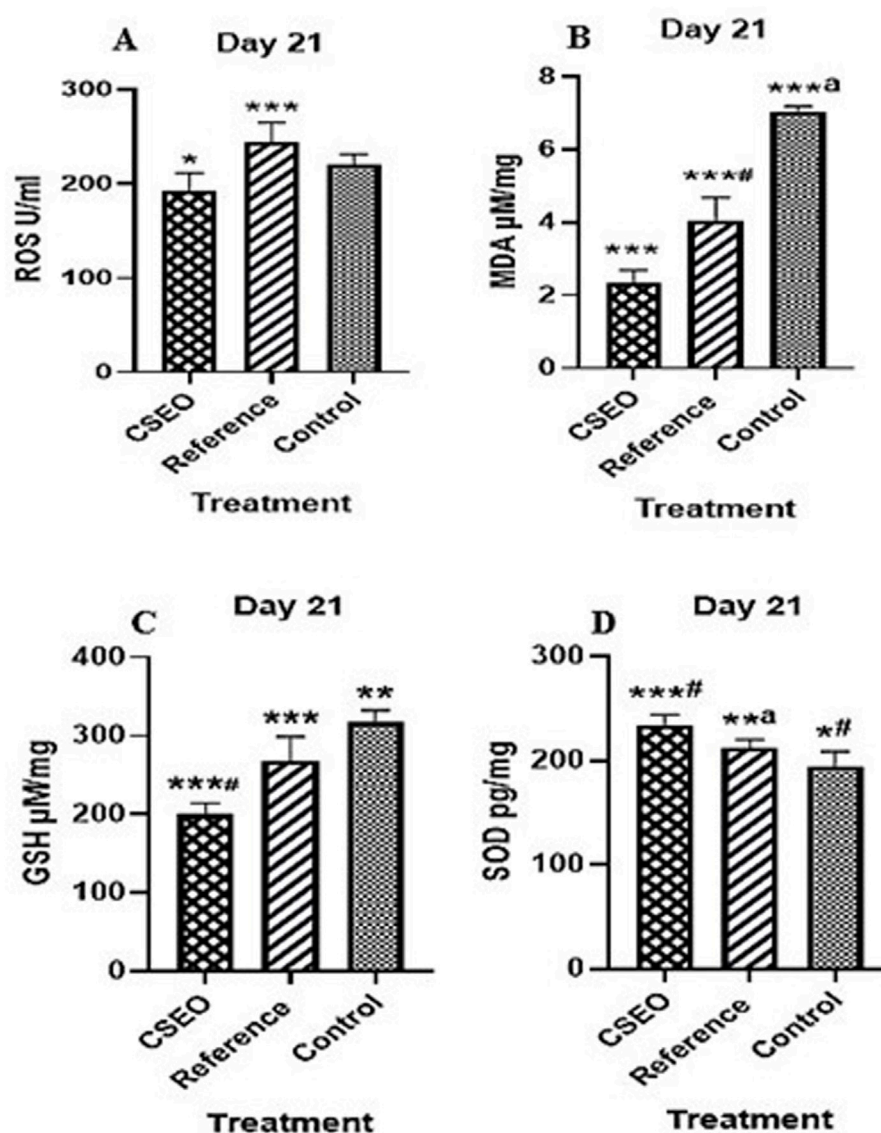 A
Day 21
ROS U/ml
300
200
100
0
*
***
CSEO
Reference
Control
Treatment
B
Day 21
MDA µM/mg
8
6
4
2
0
***
***#
***a
CSEO
Reference
Control
Treatment
C
Day 21
GSH µM/mg
400
300
200
100
0
***#
***
**
CSEO
Reference
Control
Treatment
D
Day 21
SOD pg/mg
300
200
100
0
***#
**a
*#
CSEO
Reference
Control
Treatment